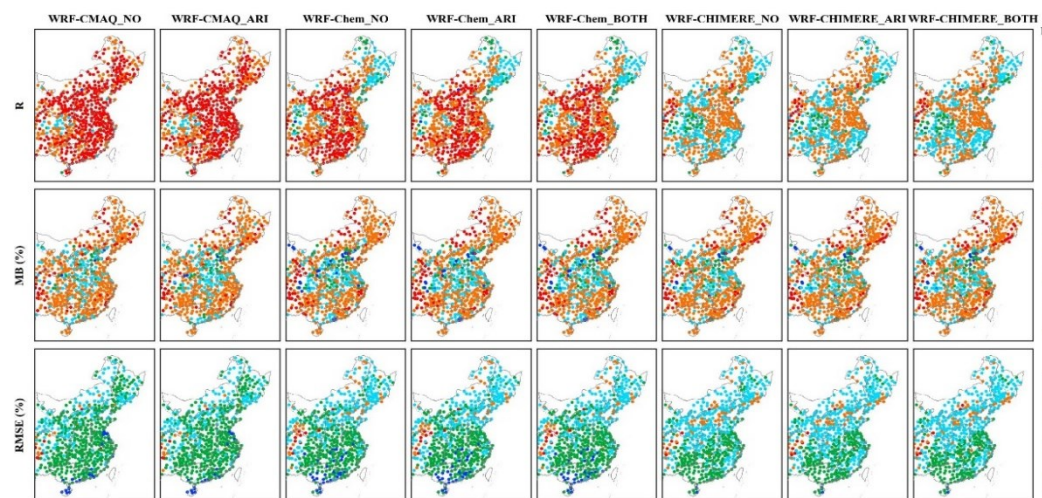 WRF-CMAQ_NO WRF-CMAQ_ARI WRF-Chem_NO WRF-Chem_ARI WRF-Chem_BOTH WRF-CHIMERE_NO WRF-CHIMERE_ARI WRF-CHIMERE_BOTH
R
MB (%)
RMSE (%)